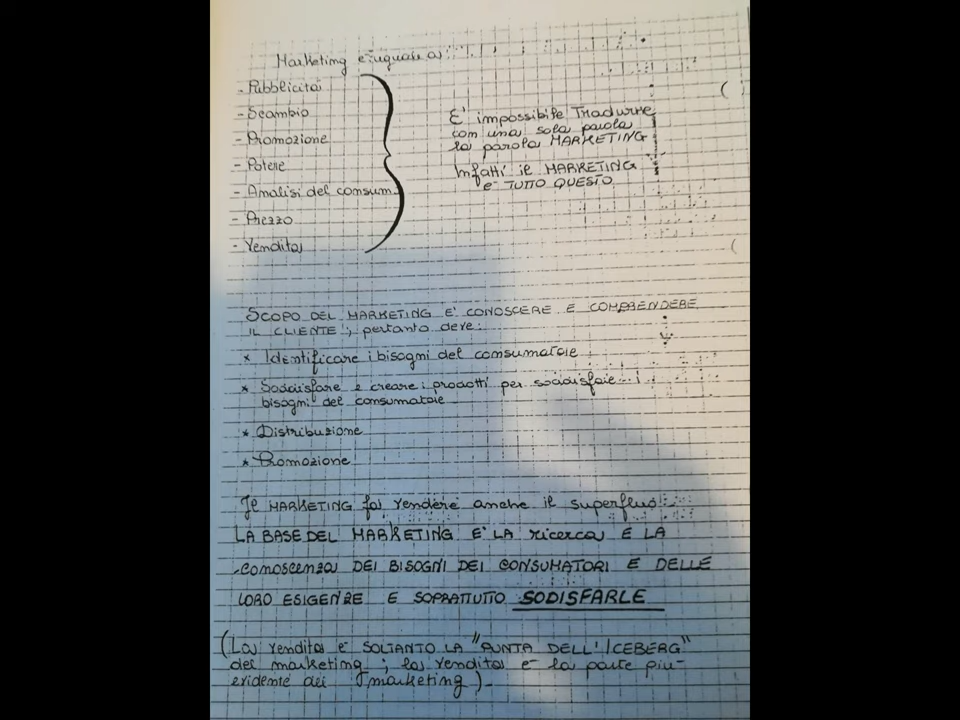 Marketing è uguale a:
- Pubblicità
- Scambio
- Promozione
- Potere
- Analisi del consum.
- Prezzo
- Vendita
E' impossibile Tradurre
com una sola parola
la parola MARKETING
Infatti il MARKETING
è TUTTO QUESTO
SCOPO DEL MARKETING E' CONOSCERE E COMPRENDERE
IL CLIENTE!; pertanto deve:
* Identificare i bisogni del consumatore
* Soddisfare e creare i prodotti per soddisfare i
bisogni del consumatore
* Distribuzione
* Promozione
Il MARKETING fa vendere anche il superfluo
LA BASE DEL MARKETING E' LA ricerca E LA
conoscenza DEI BISOGNI DEI CONSUMATORI E DELLE
LORO ESIGENZE E SOPRATTUTTO SODISFARLE
(La vendita è SOLTANTO LA "PUNTA DELL'ICEBERG"
del marketing; la vendita è la parte più
evidente del marketing).